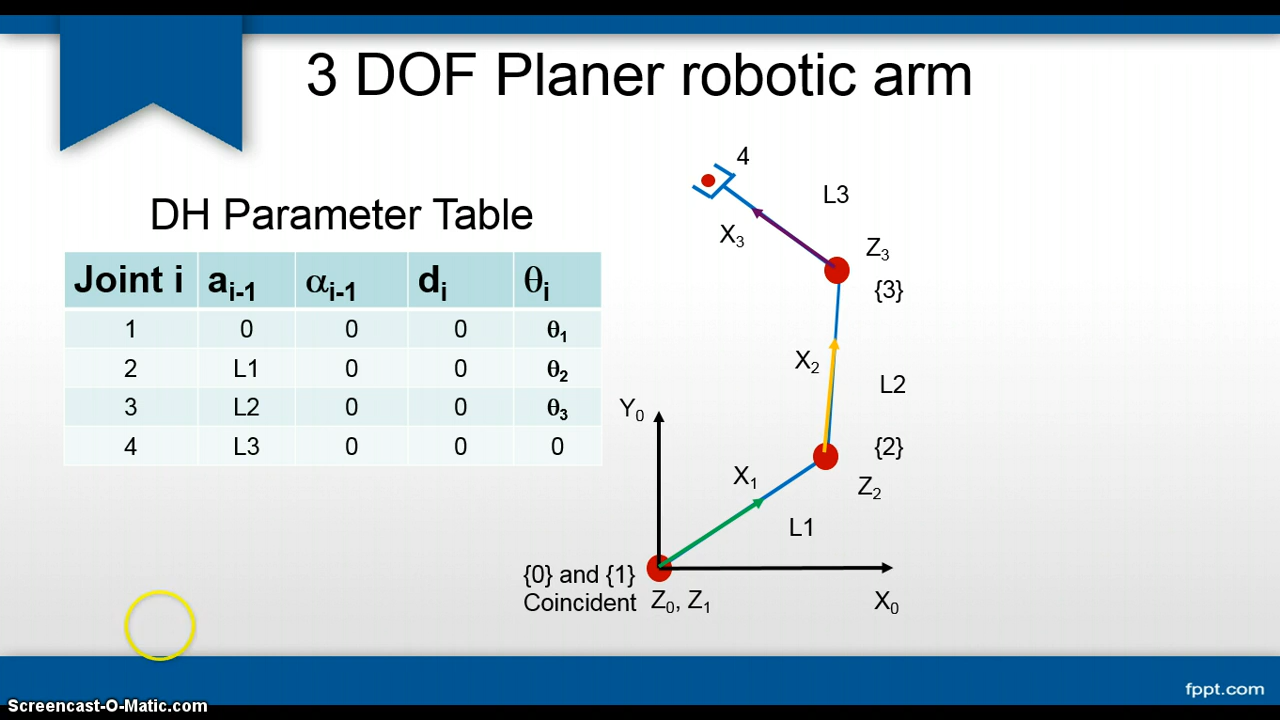 3 DOF Planer robotic arm
DH Parameter Table
Joint i aᵢ₋₁ αᵢ₋₁ dᵢ θᵢ
1 0 0 0 θ₁
2 L1 0 0 θ₂
3 L2 0 0 θ₃
4 L3 0 0 0
4
L3
X₃
Z₃
{3}
X₂
L2
Y₀
{2}
X₁
Z₂
L1
{0} and {1}
Coincident
Z₀, Z₁
X₀
fppt.com
Screencast-O-Matic.com